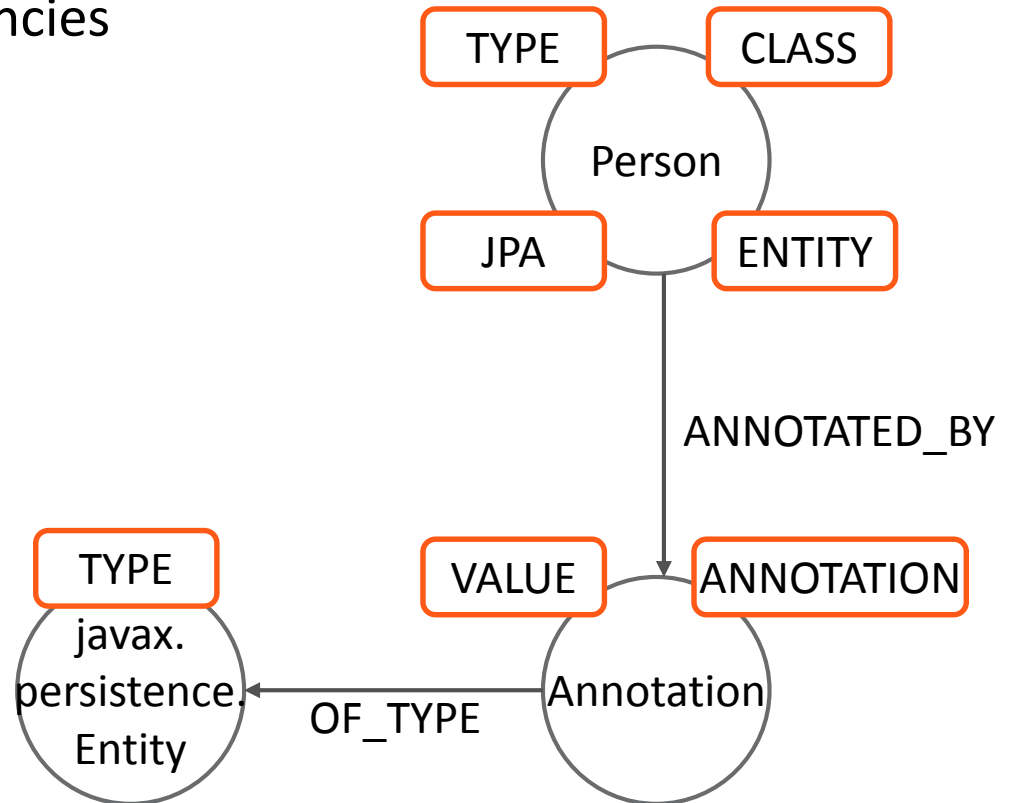 ncies
TYPE
CLASS
Person
JPA
ENTITY
ANNOTATED_BY
TYPE
VALUE
ANNOTATION
javax.
persistence.
Entity
OF_TYPE
Annotation